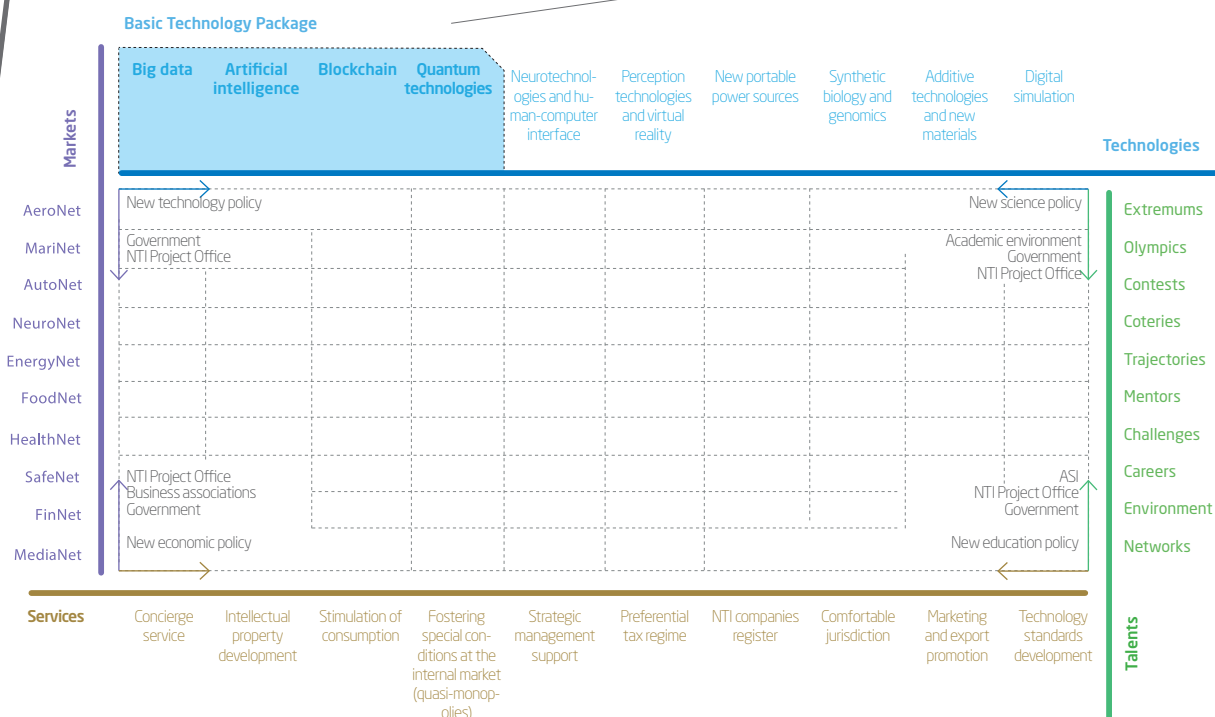 Basic Technology Package
Big data
Artificial
intelligence
Blockchain
Quantum
technologies
Neurotechnol-
ogies and hu-
man-computer
interface
Perception
technologies
and virtual
reality
New portable
power sources
Synthetic
biology and
genomics
Additive
technologies
and new
materials
Digital
simulation
Markets
Technologies
AeroNet
MariNet
AutoNet
NeuroNet
EnergyNet
FoodNet
HealthNet
SafeNet
FinNet
MediaNet
New technology policy
Government
NTI Project Office
New science policy
Academic environment
Government
NTI Project Office
NTI Project Office
Business associations
Government
New economic policy
ASI
NTI Project Office
Government
New education policy
Extremums
Olympics
Contests
Coteries
Trajectories
Mentors
Challenges
Careers
Environment
Networks
Talents
Services
Concierge
service
Intellectual
property
development
Stimulation of
consumption
Fostering
special con-
ditions at the
internal market
(quasi-monop-
olies)
Strategic
management
support
Preferential
tax regime
NTI companies
register
Comfortable
jurisdiction
Marketing
and export
promotion
Technology
standards
development